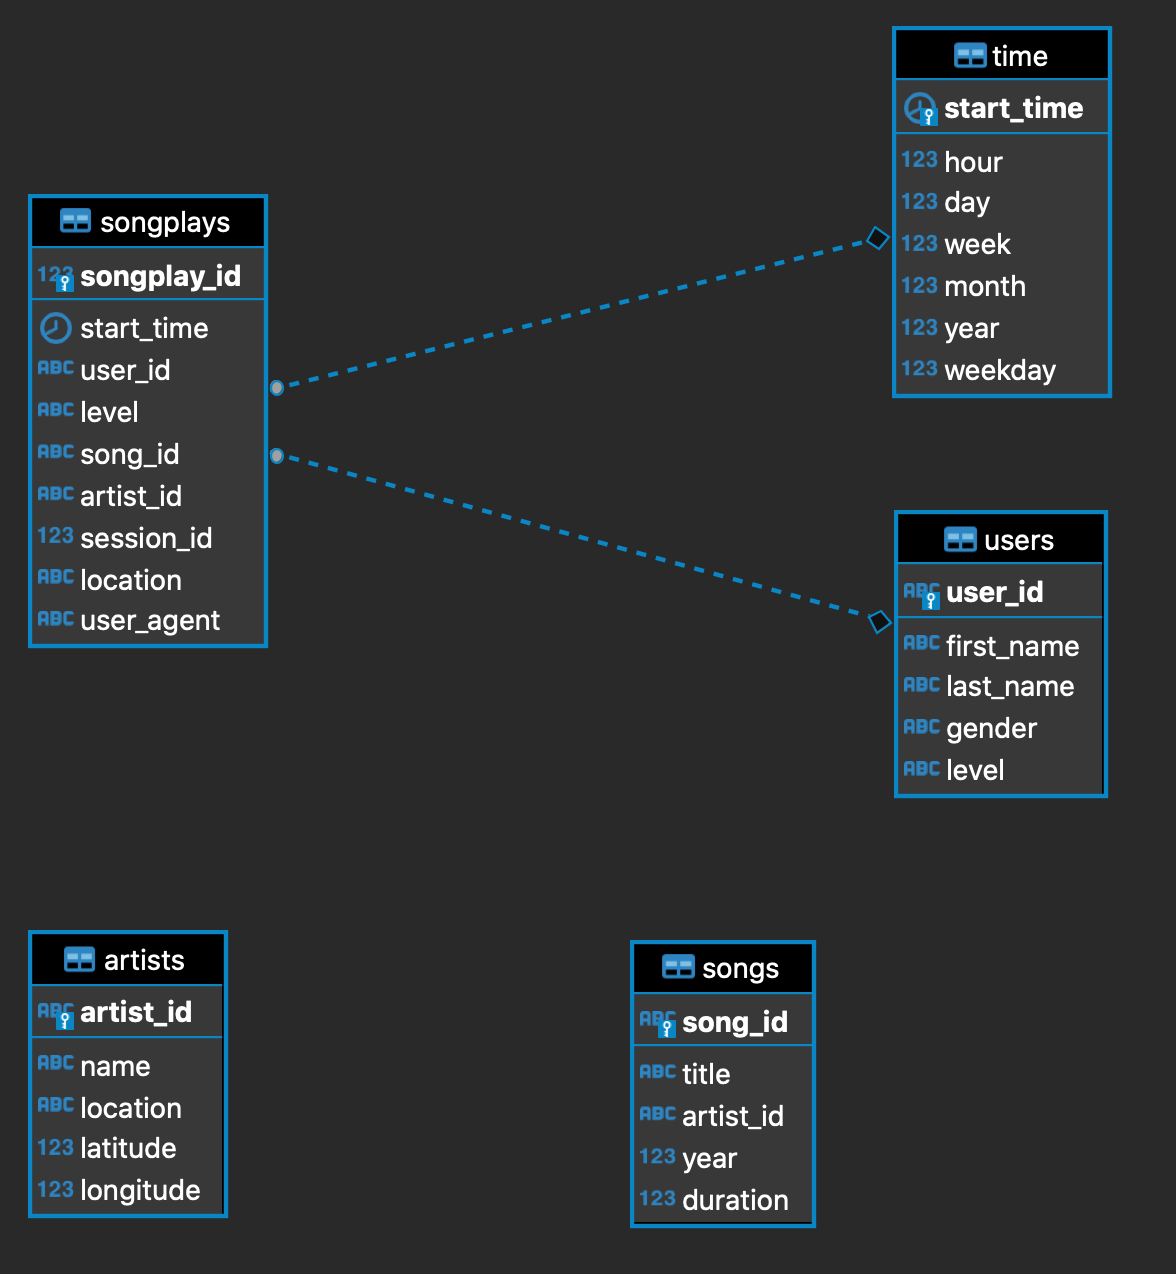 songplays
123 songplay_id
start_time
ABC user_id
ABC level
ABC song_id
ABC artist_id
123 session_id
ABC location
ABC user_agent
time
start_time
123 hour
123 day
123 week
123 month
123 year
123 weekday
users
ABC user_id
ABC first_name
ABC last_name
ABC gender
ABC level
artists
ABC artist_id
ABC name
ABC location
123 latitude
123 longitude
songs
ABC song_id
ABC title
ABC artist_id
123 year
123 duration